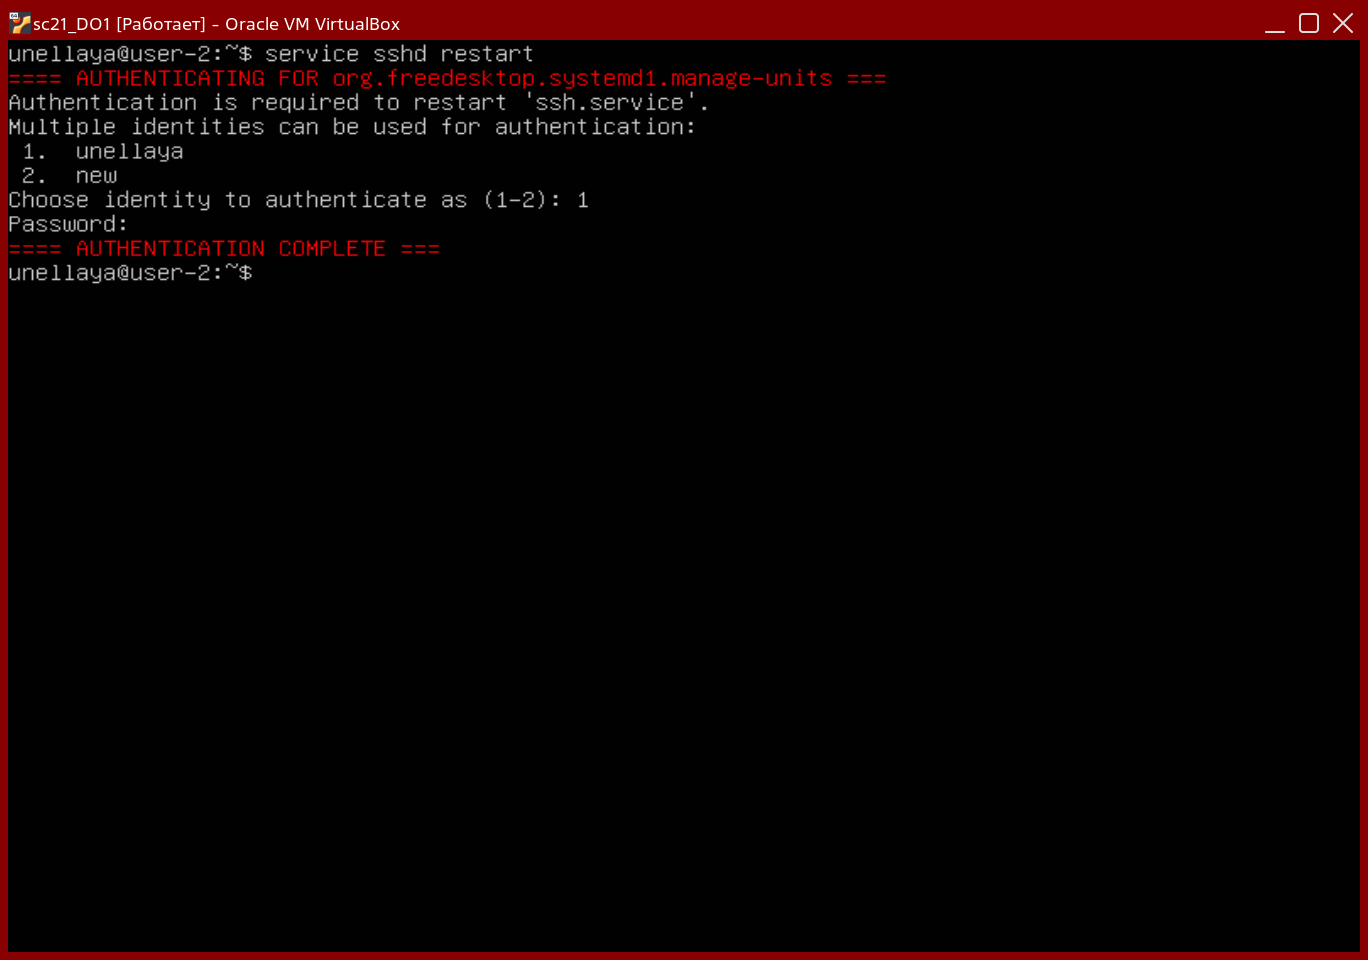 sc21_DO1 [Работает] - Oracle VM VirtualBox
unellaya@user-2:~$ service sshd restart
==== AUTHENTICATING FOR org.freedesktop.systemd1.manage-units ===
Authentication is required to restart 'ssh.service'.
Multiple identities can be used for authentication:
 1.  unellaya
 2.  new
Choose identity to authenticate as (1-2): 1
Password:
==== AUTHENTICATION COMPLETE ===
unellaya@user-2:~$